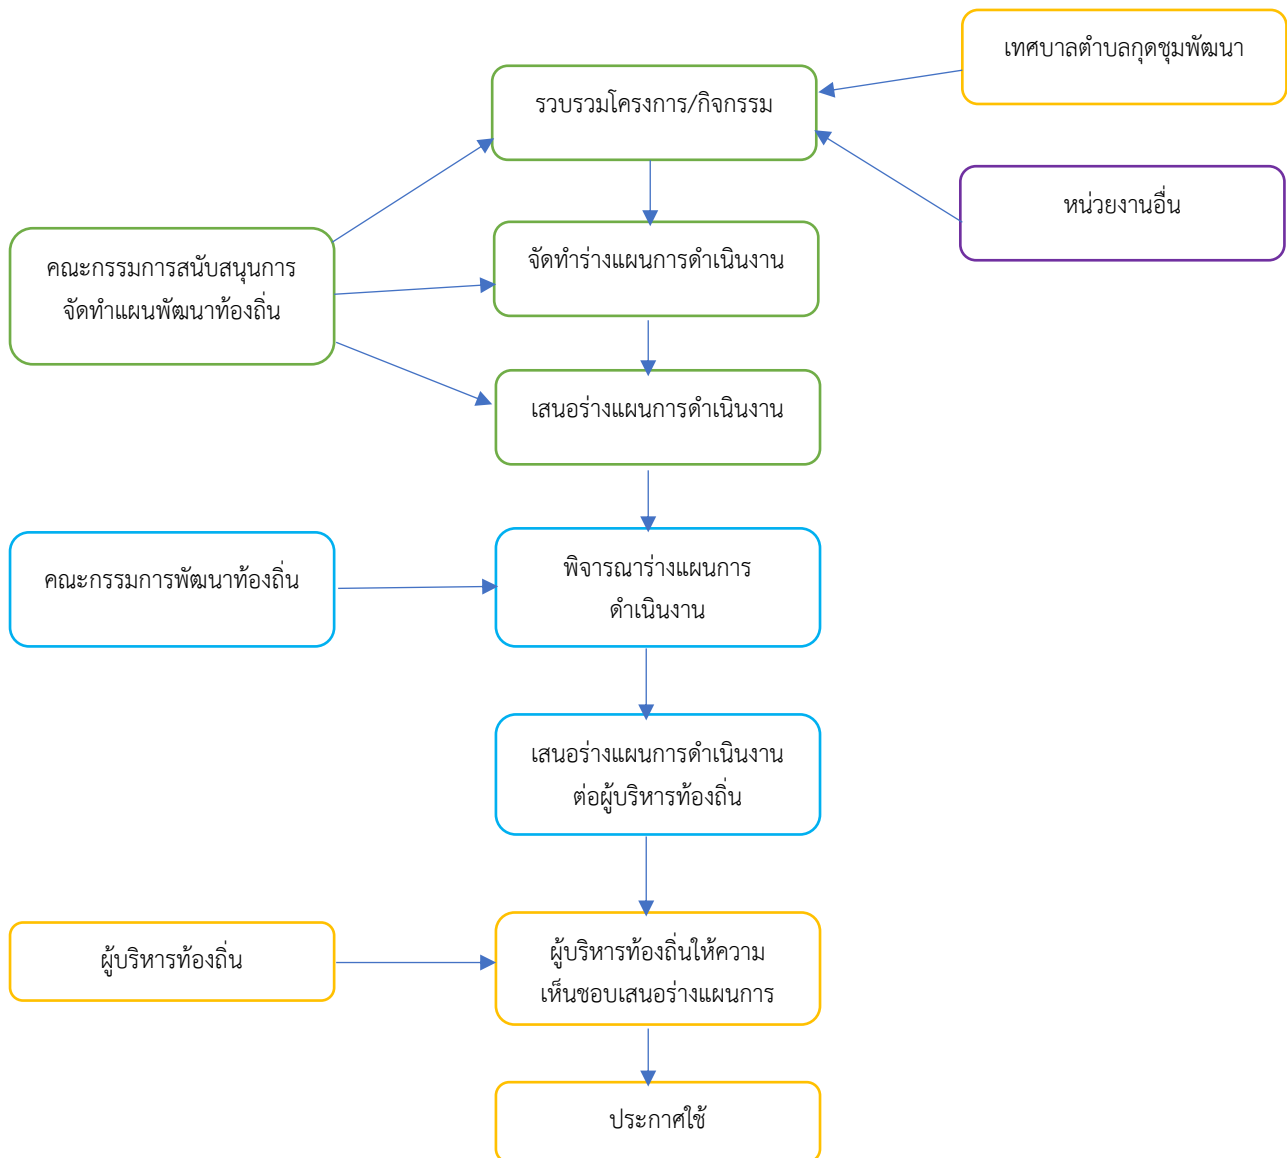 เทศบาลตำบลกุดชุมพัฒนา
รวบรวมโครงการ/กิจกรรม
หน่วยงานอื่น
คณะกรรมการสนับสนุนการ
จัดทำแผนพัฒนาท้องถิ่น
จัดทำร่างแผนการดำเนินงาน
เสนอร่างแผนการดำเนินงาน
คณะกรรมการพัฒนาท้องถิ่น
พิจารณาร่างแผนการ
ดำเนินงาน
เสนอร่างแผนการดำเนินงาน
ต่อผู้บริหารท้องถิ่น
ผู้บริหารท้องถิ่น
ผู้บริหารท้องถิ่นให้ความ
เห็นชอบเสนอร่างแผนการ
ประกาศใช้